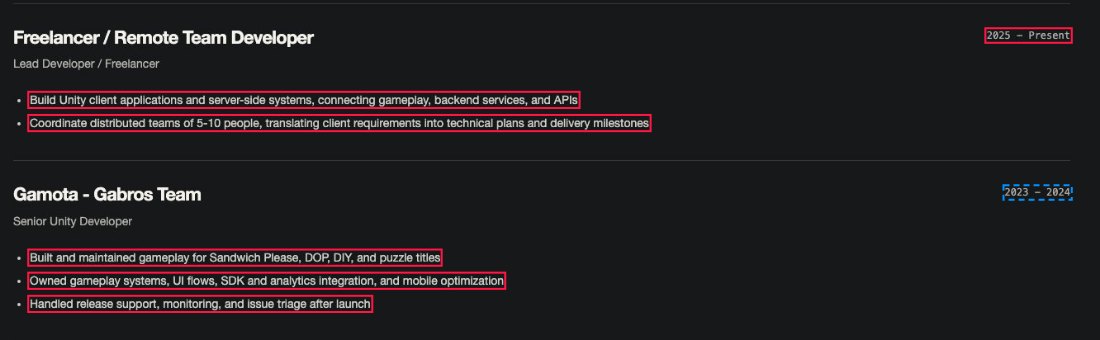 Freelancer / Remote Team Developer
2025 – Present
Lead Developer / Freelancer
• Build Unity client applications and server-side systems, connecting gameplay, backend services, and APIs
• Coordinate distributed teams of 5-10 people, translating client requirements into technical plans and delivery milestones
Gamota - Gabros Team
2023 – 2024
Senior Unity Developer
• Built and maintained gameplay for Sandwich Please, DOP, DIY, and puzzle titles
• Owned gameplay systems, UI flows, SDK and analytics integration, and mobile optimization
• Handled release support, monitoring, and issue triage after launch